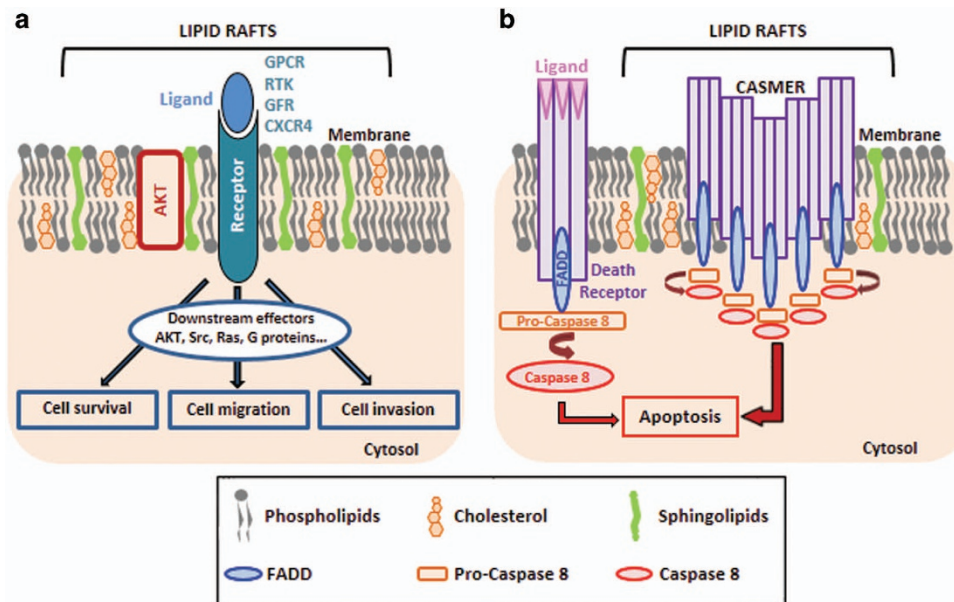 a
LIPID RAFTS
GPCR
RTK
GFR
CXCR4
Ligand
Membrane
AKT
Receptor
Downstream effectors
AKT, Src, Ras, G proteins...
Cell survival
Cell migration
Cell invasion
Cytosol
b
LIPID RAFTS
Ligand
CASMER
Membrane
FADD
Death
Receptor
Pro-Caspase 8
Caspase 8
Apoptosis
Cytosol
Phospholipids
Cholesterol
Sphingolipids
FADD
Pro-Caspase 8
Caspase 8